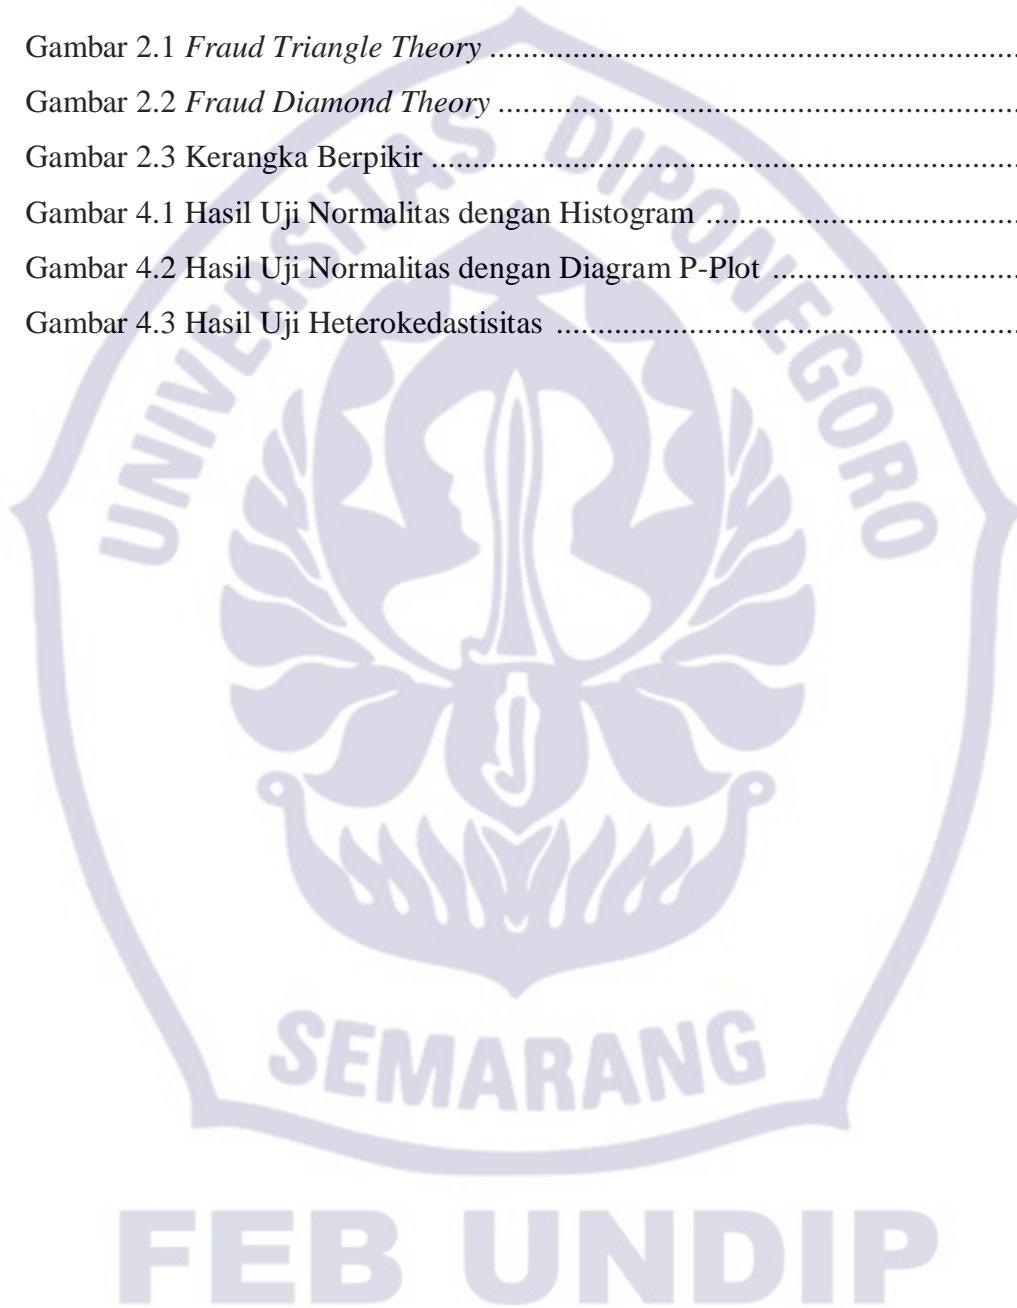 Gambar 2.1 Fraud Triangle Theory ..........................................................................
Gambar 2.2 Fraud Diamond Theory .........................................................................
Gambar 2.3 Kerangka Berpikir ..................................................................................
Gambar 4.1 Hasil Uji Normalitas dengan Histogram ...............................................
Gambar 4.2 Hasil Uji Normalitas dengan Diagram P-Plot .......................................
Gambar 4.3 Hasil Uji Heterokedastisitas ..................................................................
UNIVERSITAS DIPONEGORO
SEMARANG
FEB UNDIP